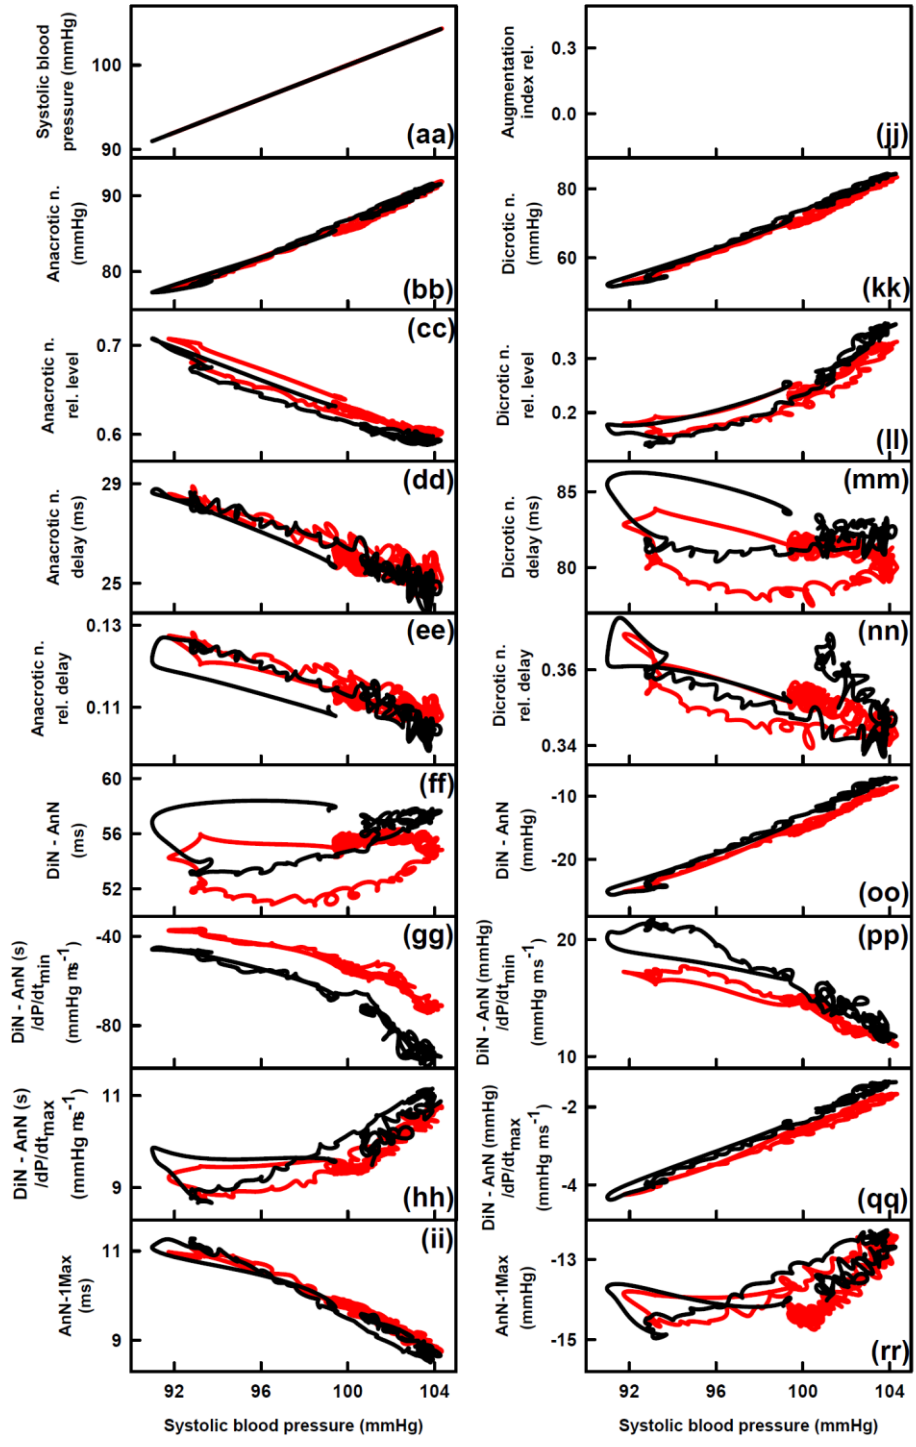 Systolic blood
pressure (mmHg)
100
90
(aa)
Anacrotic n.
(mmHg)
90
80
(bb)
Anacrotic n.
rel. level
0.7
0.6
(cc)
Anacrotic n.
delay (ms)
29
25
(dd)
Anacrotic n.
rel. delay
0.13
0.11
(ee)
DiN - AnN
(ms)
60
56
52
(ff)
DiN - AnN (s)
/dP/dtmin
(mmHg ms-1)
-40
-80
(gg)
DiN - AnN (s)
/dP/dtmax
(mmHg ms-1)
11
9
(hh)
AnN-1Max
(ms)
11
9
(ii)
92 96 100 104
Systolic blood pressure (mmHg)
Augmentation
index rel.
0.3
0.0
(jj)
Dicrotic n.
(mmHg)
80
60
(kk)
Dicrotic n.
rel. level
0.3
0.2
(ll)
Dicrotic n.
delay (ms)
85
80
(mm)
Dicrotic n.
rel. delay
0.36
0.34
(nn)
DiN - AnN
(mmHg)
-10
-20
(oo)
DiN - AnN (mmHg)
/dP/dtmin
(mmHg ms-1)
20
10
(pp)
DiN - AnN (mmHg)
/dP/dtmax
(mmHg ms-1)
-2
-4
(qq)
AnN-1Max
(mmHg)
-13
-15
(rr)
92 96 100 104
Systolic blood pressure (mmHg)